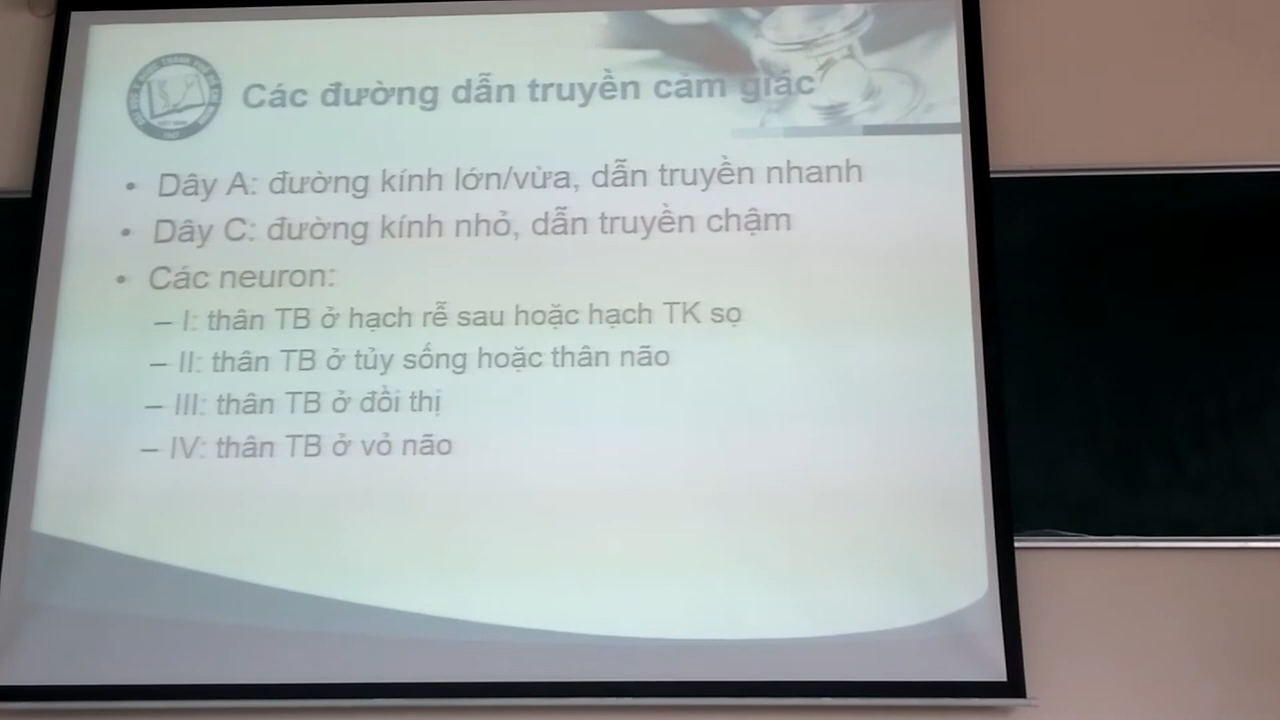 Các đường dẫn truyền cảm giác
• Dây A: đường kính lớn/vừa, dẫn truyền nhanh
• Dây C: đường kính nhỏ, dẫn truyền chậm
• Các neuron:
– I: thân TB ở hạch rễ sau hoặc hạch TK sọ
– II: thân TB ở tủy sống hoặc thân não
– III: thân TB ở đồi thị
– IV: thân TB ở vỏ não